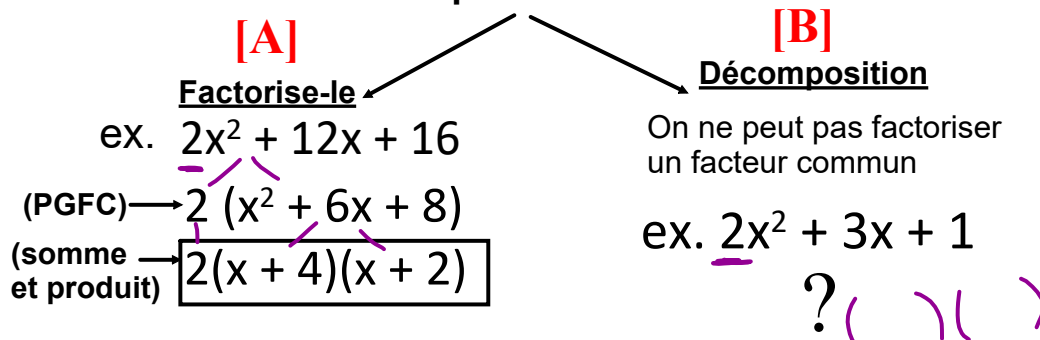 [A]
Factorise-le
ex. 2x² + 12x + 16
(PGFC) 2 (x² + 6x + 8)
(somme et produit) 2(x + 4)(x + 2)
[B]
Décomposition
On ne peut pas factoriser
un facteur commun
ex. 2x² + 3x + 1
? ( ) ( )